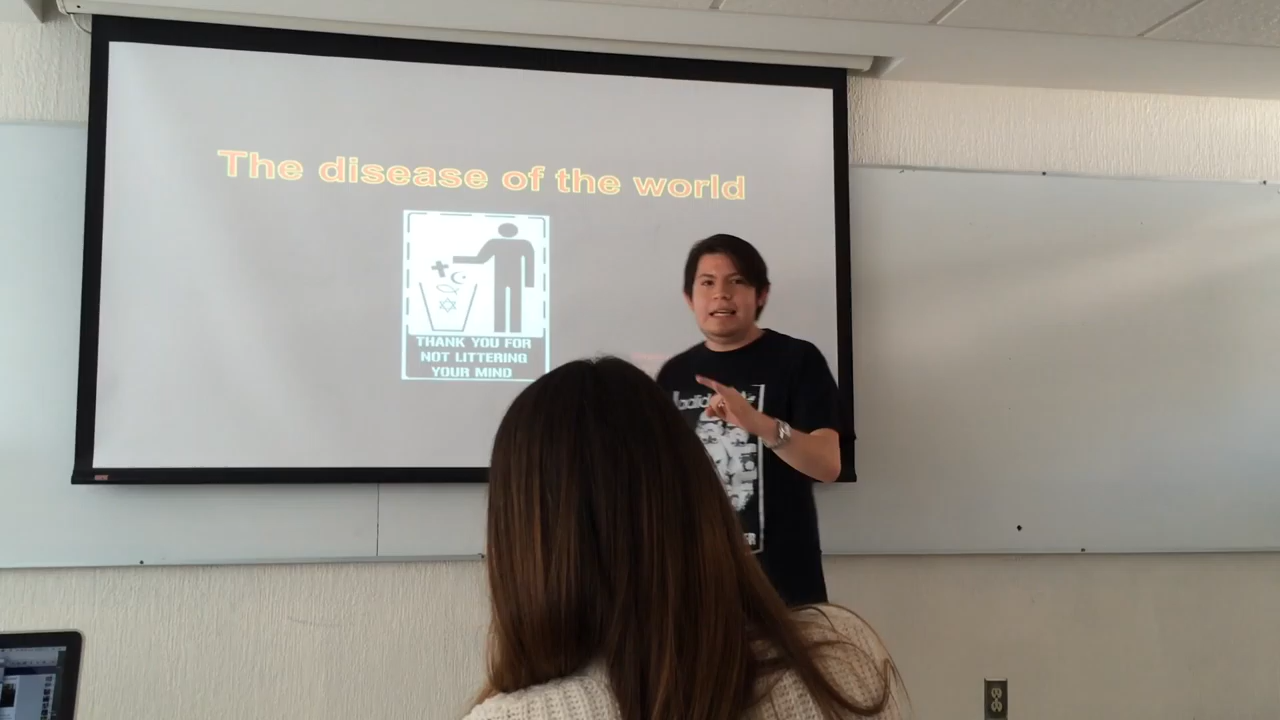 The disease of the world
THANK YOU FOR
NOT LITTERING
YOUR MIND